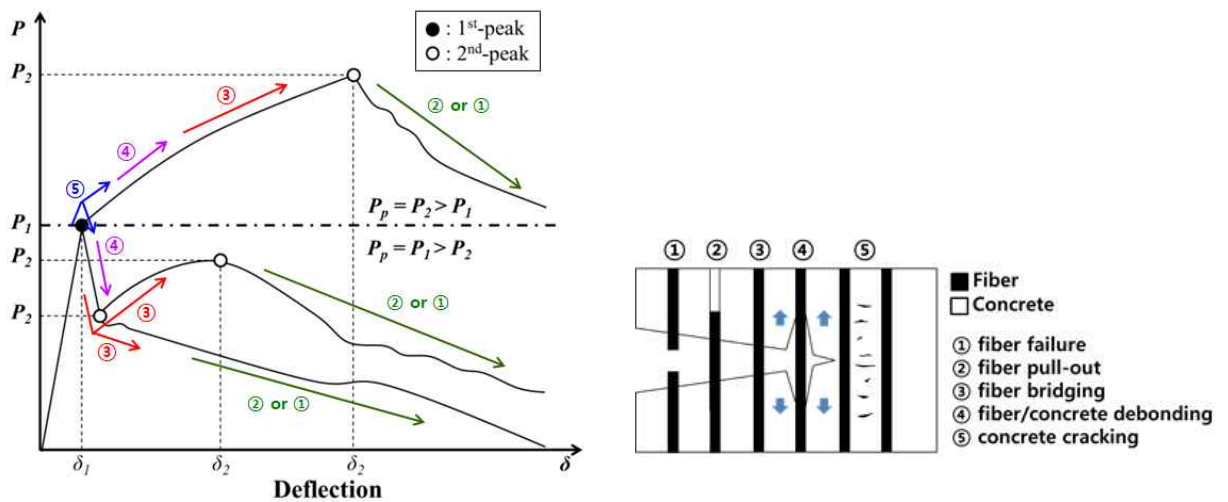 P
● : 1st-peak
○ : 2nd-peak
P2
③
② or ①
④
⑤
Pp = P2 > P1
P1
④
Pp = P1 > P2
P2
③
② or ①
P2
③
② or ①
δ1
δ2
δ2
δ
Deflection
① ② ③ ④ ⑤
Fiber
Concrete
① fiber failure
② fiber pull-out
③ fiber bridging
④ fiber/concrete debonding
⑤ concrete cracking